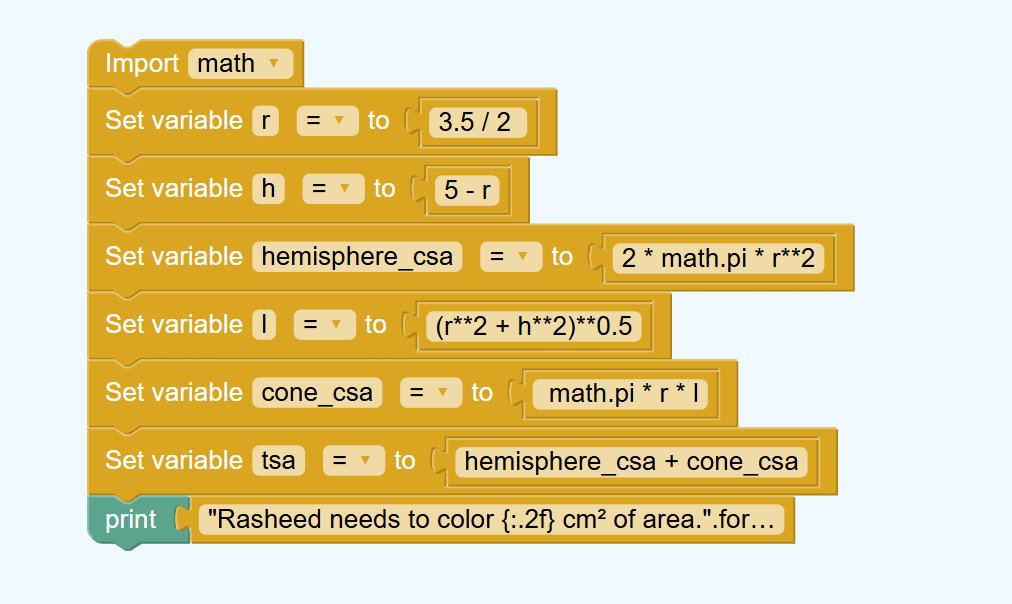 Import math
Set variable r = to 3.5 / 2
Set variable h = to 5 - r
Set variable hemisphere_csa = to 2 * math.pi * r**2
Set variable l = to (r**2 + h**2)**0.5
Set variable cone_csa = to math.pi * r * l
Set variable tsa = to hemisphere_csa + cone_csa
print "Rasheed needs to color {:.2f} cm² of area.".for…